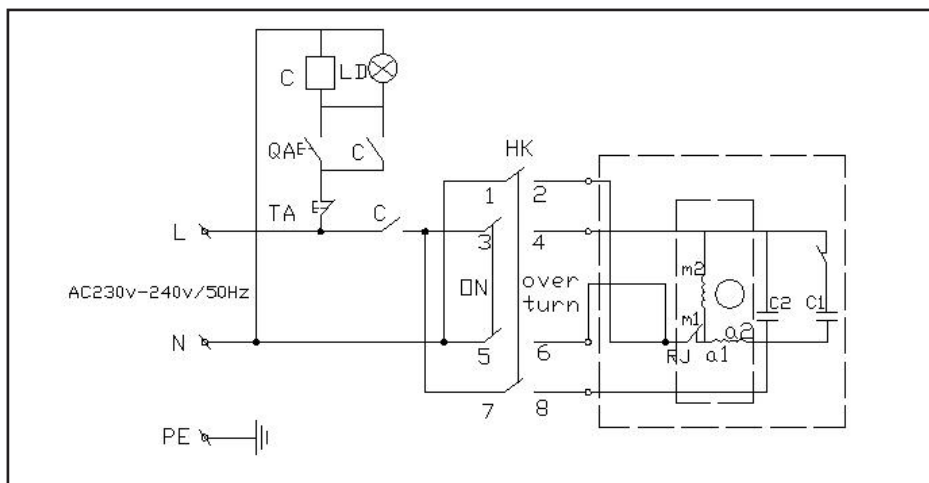 C
LD
QA
C
HK
1
2
TA
C
L
3
4
m2
AC230v-240v/50Hz
ON
over
turn
C2
C1
m1
a2
N
5
6
RJ
a1
7
8
PE